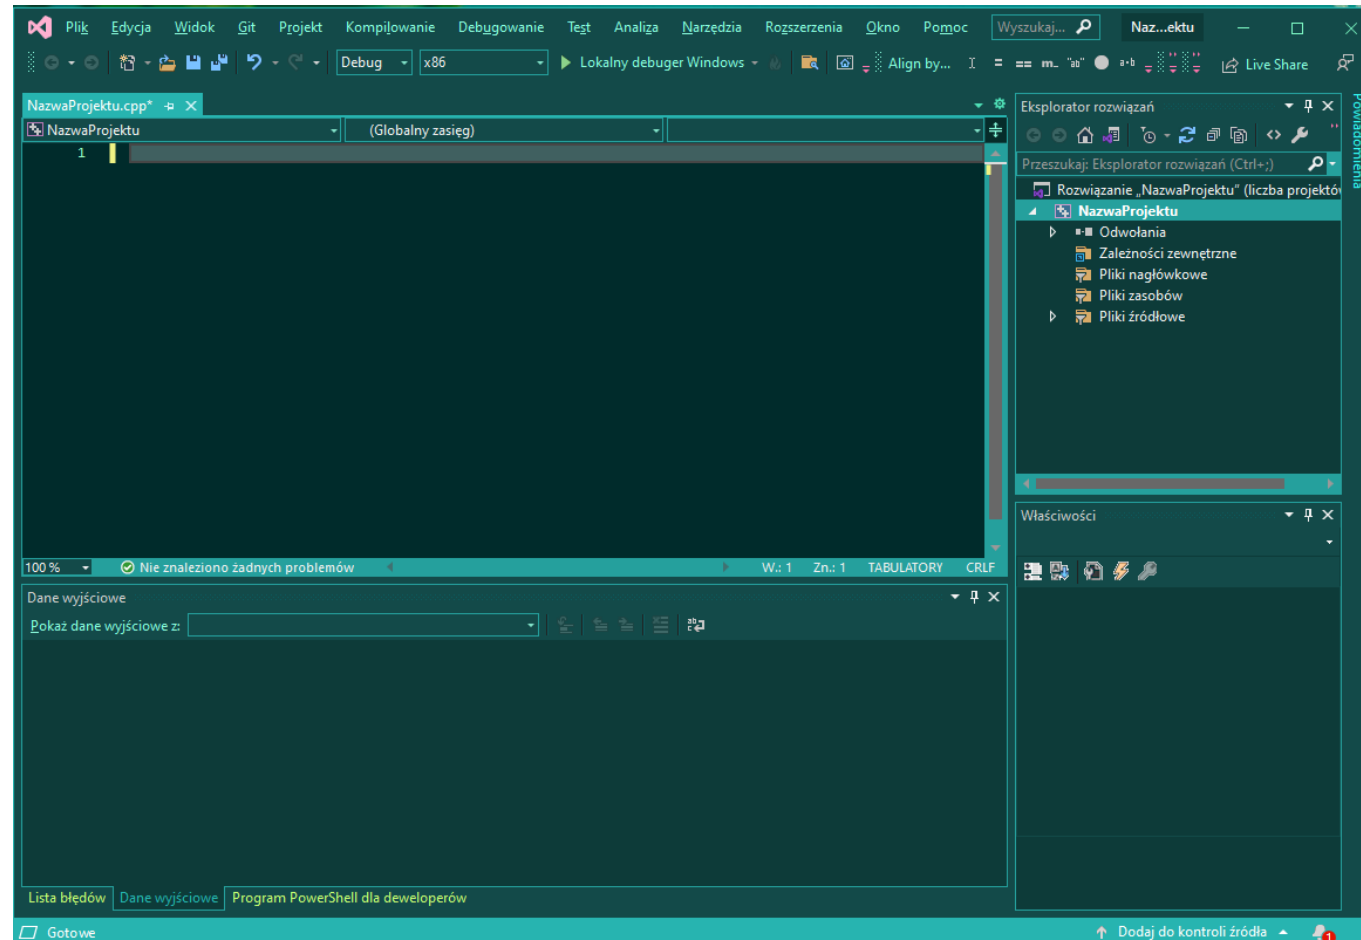 Plik Edycja Widok Git Projekt Kompilowanie Debugowanie Test Analiza Narzędzia Rozszerzenia Okno Pomoc Wyszukaj... Naz...ektu
Debug x86 Lokalny debuger Windows Align by... I = == m_ "ab" a+b Live Share
NazwaProjektu.cpp*
NazwaProjektu (Globalny zasięg)
1
100 % Nie znaleziono żadnych problemów W.: 1 Zn.: 1 TABULATORY CRLF
Dane wyjściowe
Pokaż dane wyjściowe z:
Lista błędów Dane wyjściowe Program PowerShell dla deweloperów
Eksplorator rozwiązań
Przeszukaj: Eksplorator rozwiązań (Ctrl+;)
Rozwiązanie „NazwaProjektu” (liczba projektów
NazwaProjektu
Odwołania
Zależności zewnętrzne
Pliki nagłówkowe
Pliki zasobów
Pliki źródłowe
Właściwości
Powiadomienia
Gotowe Dodaj do kontroli źródła 1